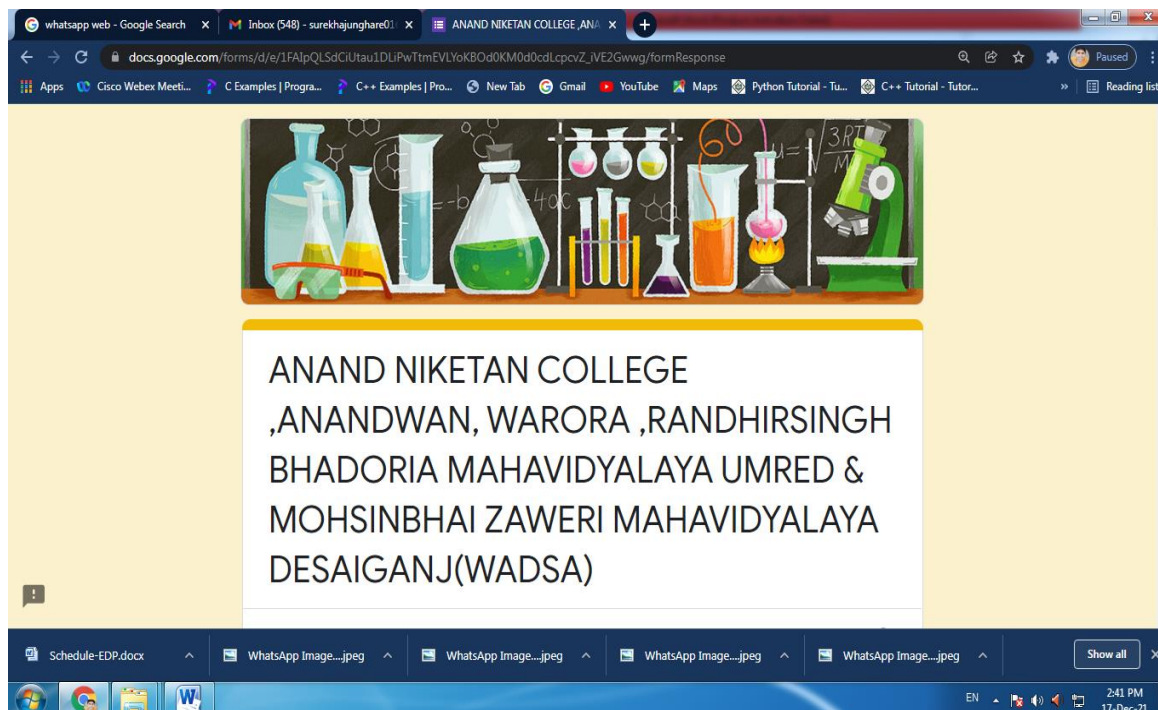 whatsapp web - Google Search
Inbox (548) - surekhajunghare01
ANAND NIKETAN COLLEGE ,ANA
docs.google.com/forms/d/e/1FAIpQLSdCiUtau1DLiPwTtmEVLYoKBOd0KM0d0cdLcpcvZ_iVE2Gwwg/formResponse
Paused
Apps Cisco Webex Meeti... C Examples | Progra... C++ Examples | Pro... New Tab Gmail YouTube Maps Python Tutorial - Tu... C++ Tutorial - Tutor... » Reading list
ANAND NIKETAN COLLEGE
,ANANDWAN, WARORA ,RANDHIRSINGH
BHADORIA MAHAVIDYALAYA UMRED &
MOHSINBHAI ZAWERI MAHAVIDYALAYA
DESAIGANJ(WADSA)
Schedule-EDP.docx WhatsApp Image....jpeg WhatsApp Image....jpeg WhatsApp Image....jpeg WhatsApp Image....jpeg Show all
EN 2:41 PM
17-Dec-21